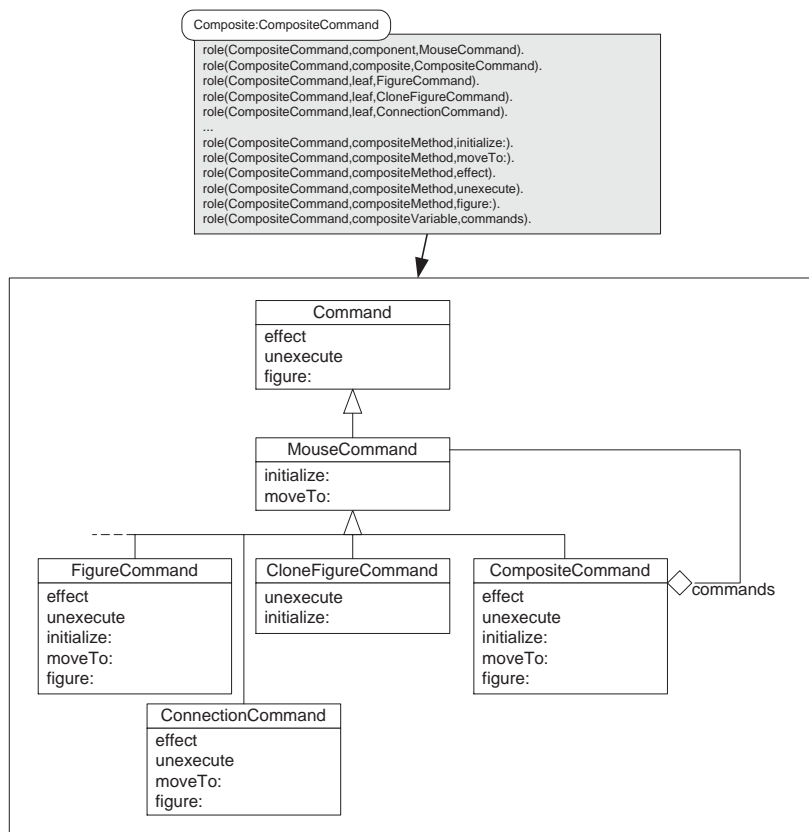 Composite:CompositeCommand
role(CompositeCommand,component,MouseCommand).
role(CompositeCommand,composite,CompositeCommand).
role(CompositeCommand,leaf,FigureCommand).
role(CompositeCommand,leaf,CloneFigureCommand).
role(CompositeCommand,leaf,ConnectionCommand).
...
role(CompositeCommand,compositeMethod,initialize:).
role(CompositeCommand,compositeMethod,moveTo:).
role(CompositeCommand,compositeMethod,effect).
role(CompositeCommand,compositeMethod,unexecute).
role(CompositeCommand,compositeMethod,figure:).
role(CompositeCommand,compositeVariable,commands).
Command
effect
unexecute
figure:
MouseCommand
initialize:
moveTo:
FigureCommand
effect
unexecute
initialize:
moveTo:
figure:
CloneFigureCommand
unexecute
initialize:
CompositeCommand
effect
unexecute
initialize:
moveTo:
figure:
commands
ConnectionCommand
effect
unexecute
moveTo:
figure: